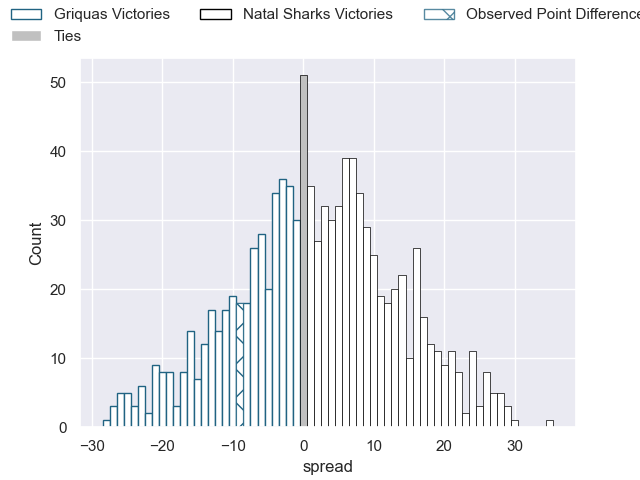 Griquas Victories
Natal Sharks Victories
Observed Point Difference
Ties
Count
50
40
30
20
10
0
−30
−20
−10
0
10
20
30
spread